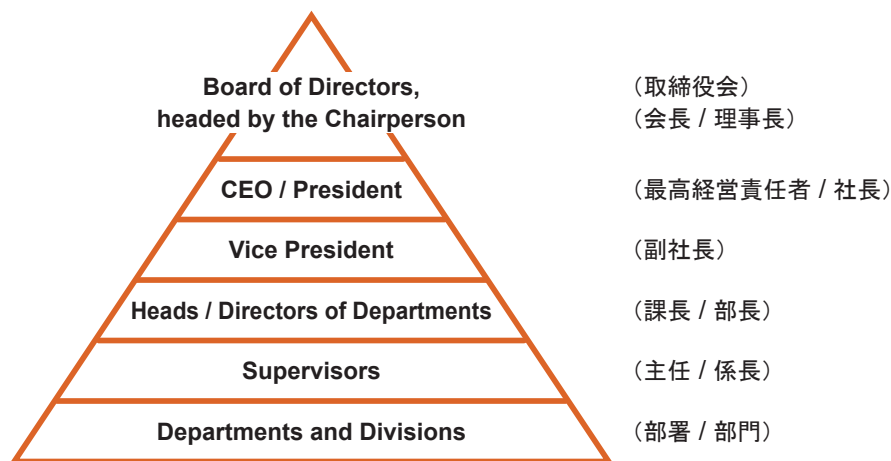 Board of Directors,
headed by the Chairperson
（取締役会）
（会長 / 理事長）
CEO / President
（最高経営責任者 / 社長）
Vice President
（副社長）
Heads / Directors of Departments
（課長 / 部長）
Supervisors
（主任 / 係長）
Departments and Divisions
（部署 / 部門）